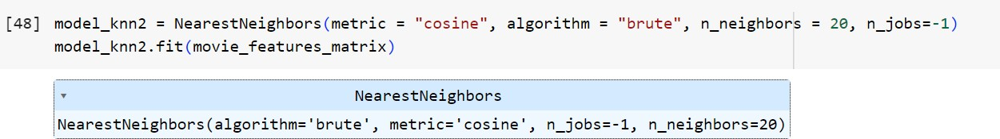 [48] model_knn2 = NearestNeighbors(metric = "cosine", algorithm = "brute", n_neighbors = 20, n_jobs=-1)
model_knn2.fit(movie_features_matrix)
NearestNeighbors
NearestNeighbors(algorithm='brute', metric='cosine', n_jobs=-1, n_neighbors=20)